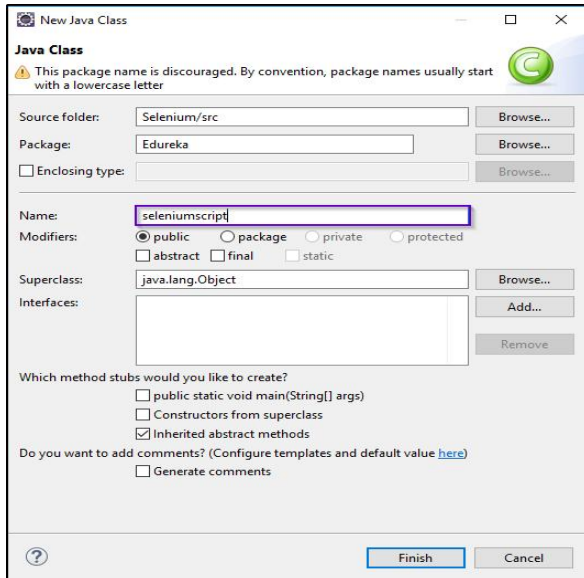 New Java Class
Java Class
This package name is discouraged. By convention, package names usually start
with a lowercase letter
C
Source folder: Selenium/src Browse...
Package: Edureka Browse...
Enclosing type: Browse...
Name: seleniumscript
Modifiers: public package private protected
abstract final static
Superclass: java.lang.Object Browse...
Interfaces: Add...
Remove
Which method stubs would you like to create?
public static void main(String[] args)
Constructors from superclass
Inherited abstract methods
Do you want to add comments? (Configure templates and default value here)
Generate comments
? Finish Cancel